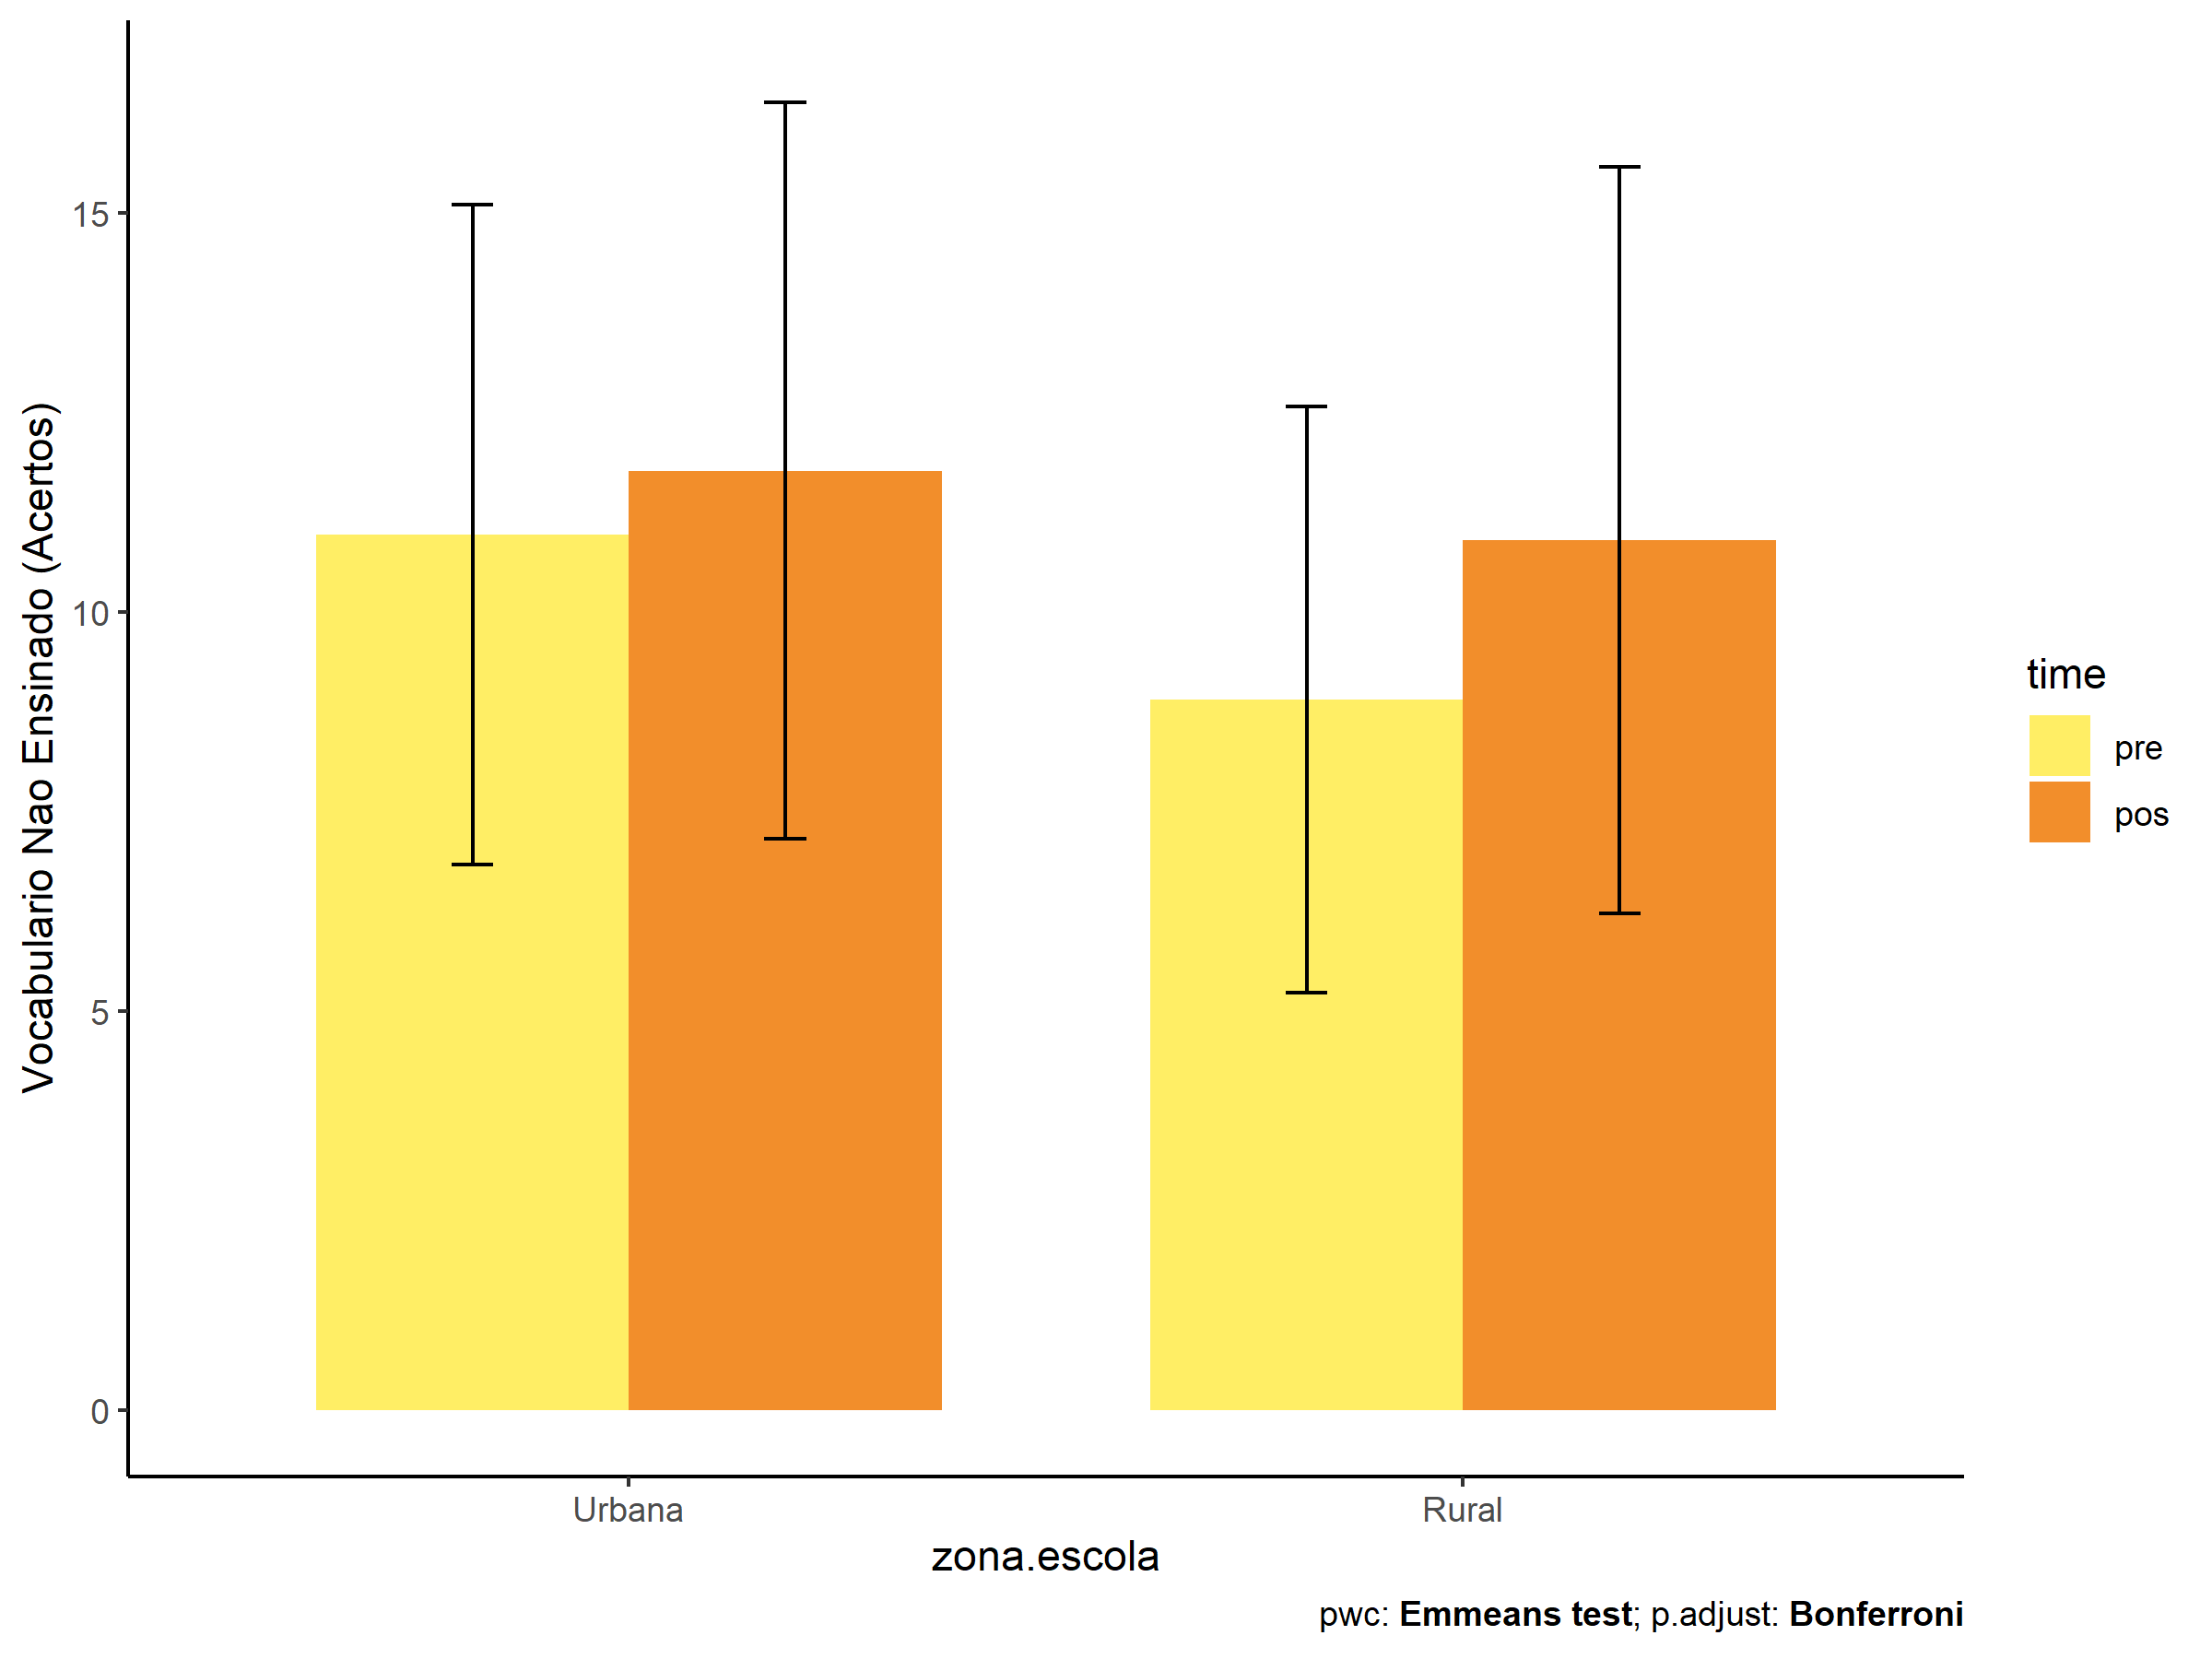 Vocabulario Nao Ensinado (Acertos)
15
10
5
0
Urbana
Rural
zona.escola
time
pre
pos
pwc: Emmeans test; p.adjust: Bonferroni